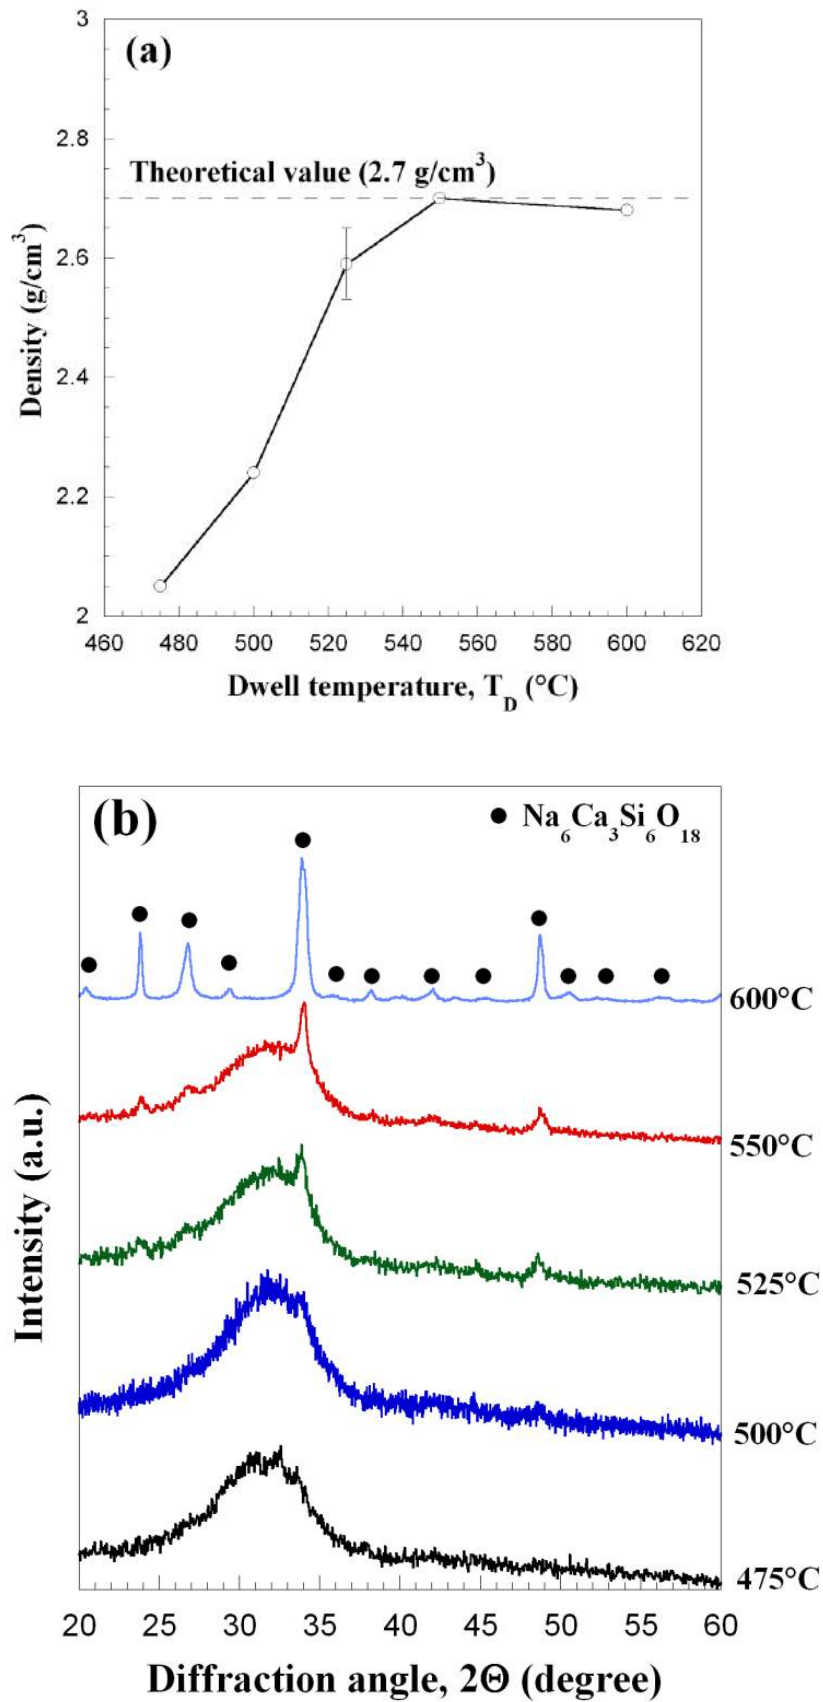 (a)
3
2.8
2.6
2.4
2.2
2
Theoretical value (2.7 g/cm³)
Density (g/cm³)
460 480 500 520 540 560 580 600 620
Dwell temperature, T_D (°C)
(b)
Na₆Ca₃Si₆O₁₈
600°C
550°C
525°C
500°C
475°C
Intensity (a.u.)
20 25 30 35 40 45 50 55 60
Diffraction angle, 2Θ (degree)